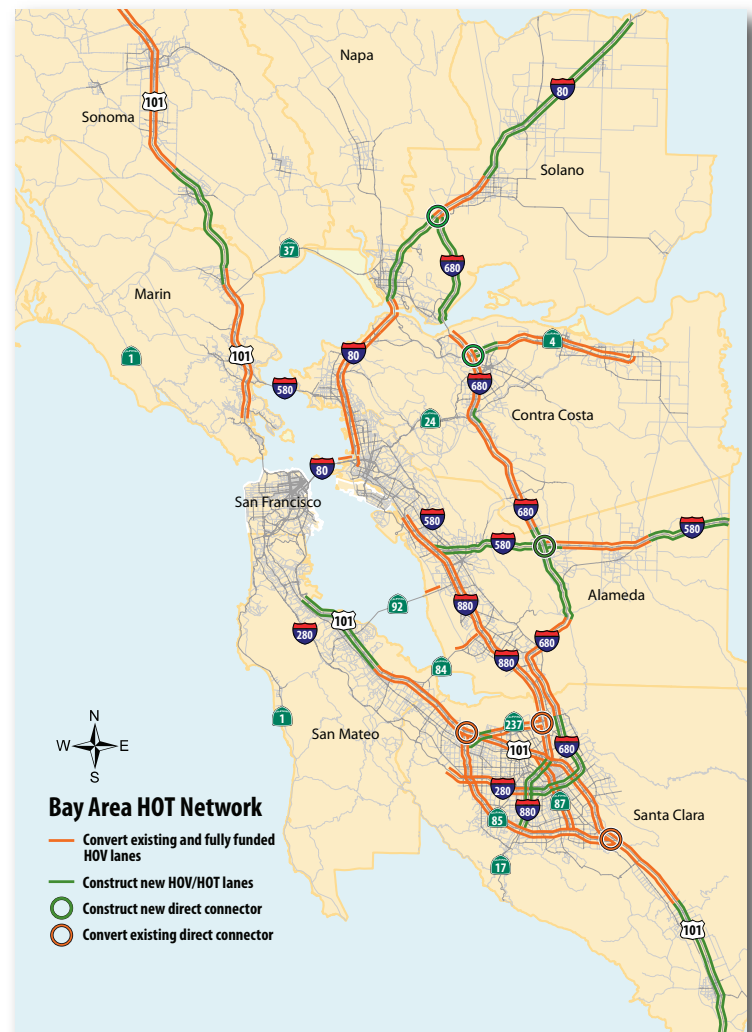 Napa
80
101
Sonoma
Solano
37
680
Marin
4
1
101
80
580
680
Contra Costa
24
80
San Francisco
680
580
580
580
Alameda
92
880
101
280
680
880
84
1
237
San Mateo
101
680
N
W E
S
280
87
Santa Clara
880
85
17
101
Bay Area HOT Network
Convert existing and fully funded
HOV lanes
Construct new HOV/HOT lanes
Construct new direct connector
Convert existing direct connector